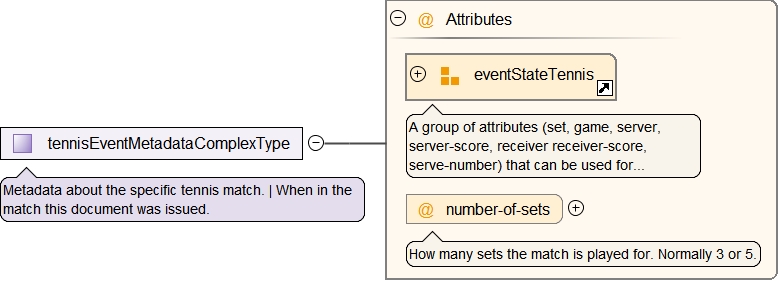 @ Attributes
eventStateTennis
A group of attributes (set, game, server,
server-score, receiver receiver-score,
serve-number) that can be used for...
tennisEventMetadataComplexType
Metadata about the specific tennis match. | When in the
match this document was issued.
@ number-of-sets
How many sets the match is played for. Normally 3 or 5.